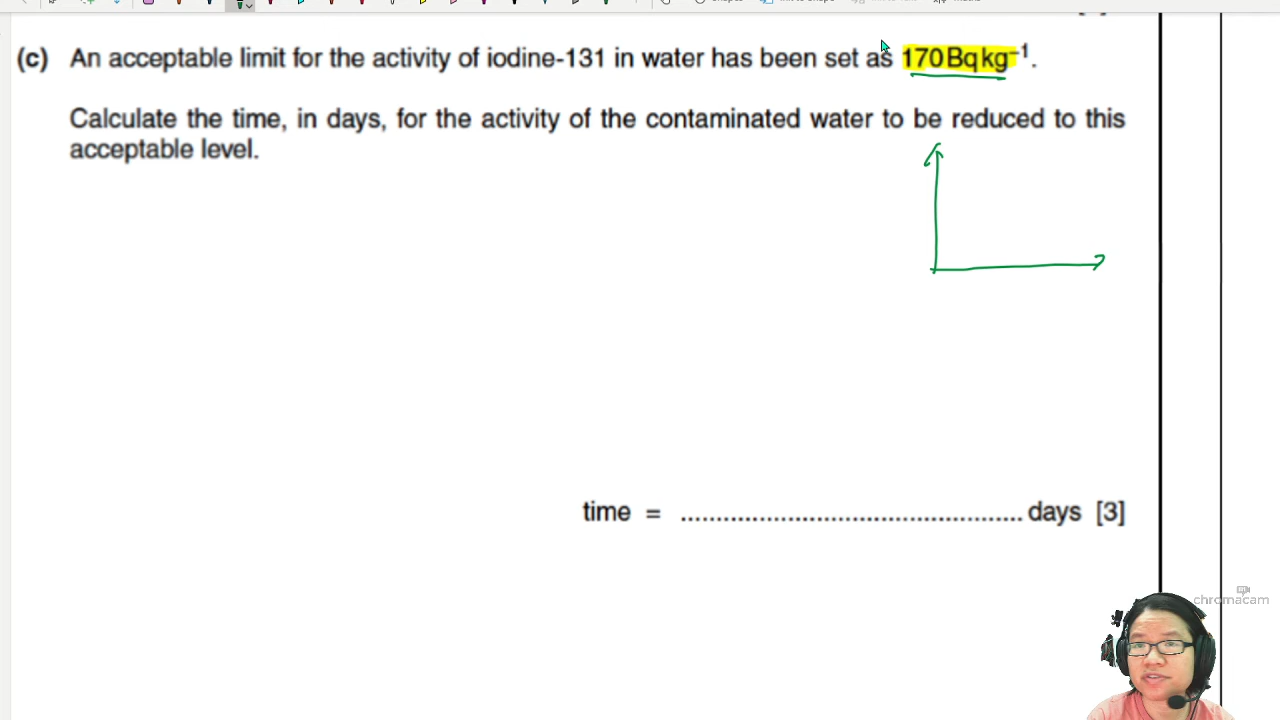 (c) An acceptable limit for the activity of iodine-131 in water has been set as 170 Bq kg⁻¹.
Calculate the time, in days, for the activity of the contaminated water to be reduced to this
acceptable level.
time = ................................................ days [3]
chromacam